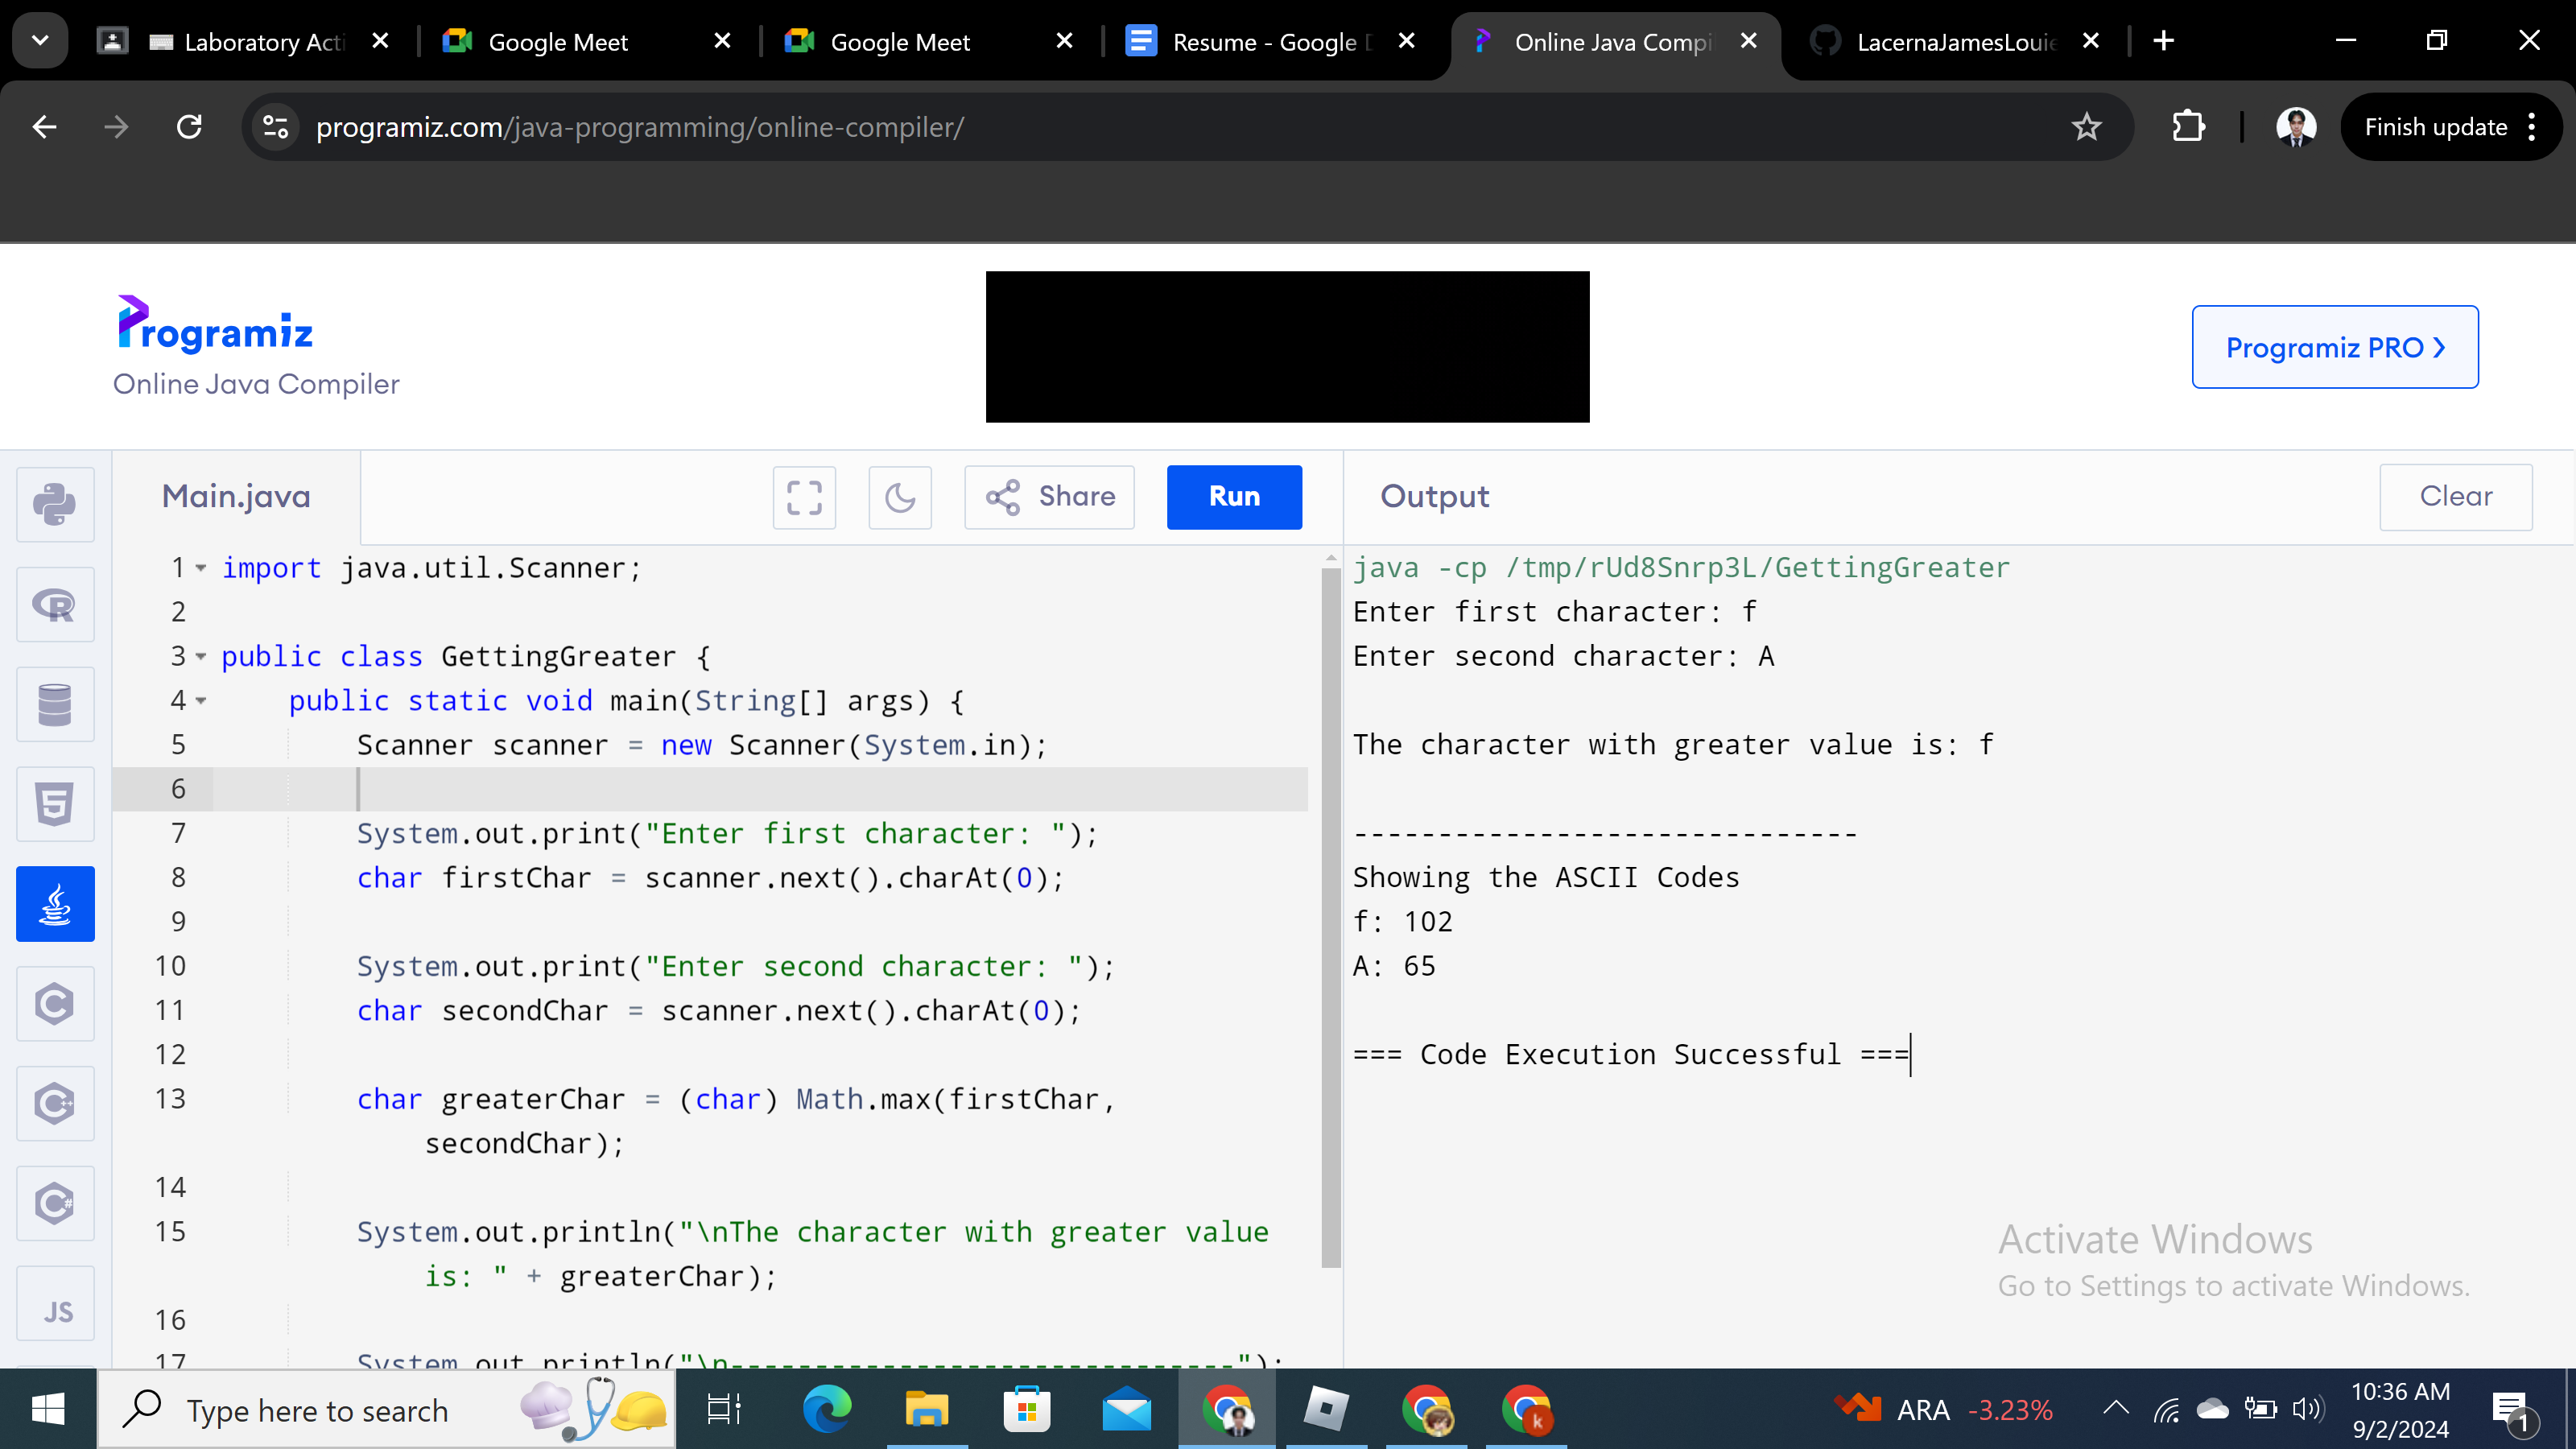 Laboratory Acti
Google Meet
Google Meet
Resume - Google D
Online Java Compi
LacernaJamesLouie
programiz.com/java-programming/online-compiler/
Finish update
Programiz
Online Java Compiler
Programiz PRO
Main.java
Share
Run
Output
Clear
1 import java.util.Scanner;
2
3 public class GettingGreater {
4 public static void main(String[] args) {
5 Scanner scanner = new Scanner(System.in);
6
7 System.out.print("Enter first character: ");
8 char firstChar = scanner.next().charAt(0);
9
10 System.out.print("Enter second character: ");
11 char secondChar = scanner.next().charAt(0);
12
13 char greaterChar = (char) Math.max(firstChar,
secondChar);
14
15 System.out.println("\nThe character with greater value
is: " + greaterChar);
16
17 System.out.println("\n------------------------------");
java -cp /tmp/rUd8Snrp3L/GettingGreater
Enter first character: f
Enter second character: A
The character with greater value is: f
------------------------------
Showing the ASCII Codes
f: 102
A: 65
=== Code Execution Successful ===
JS
Activate Windows
Go to Settings to activate Windows.
Type here to search
k
ARA -3.23%
10:36 AM
9/2/2024
1